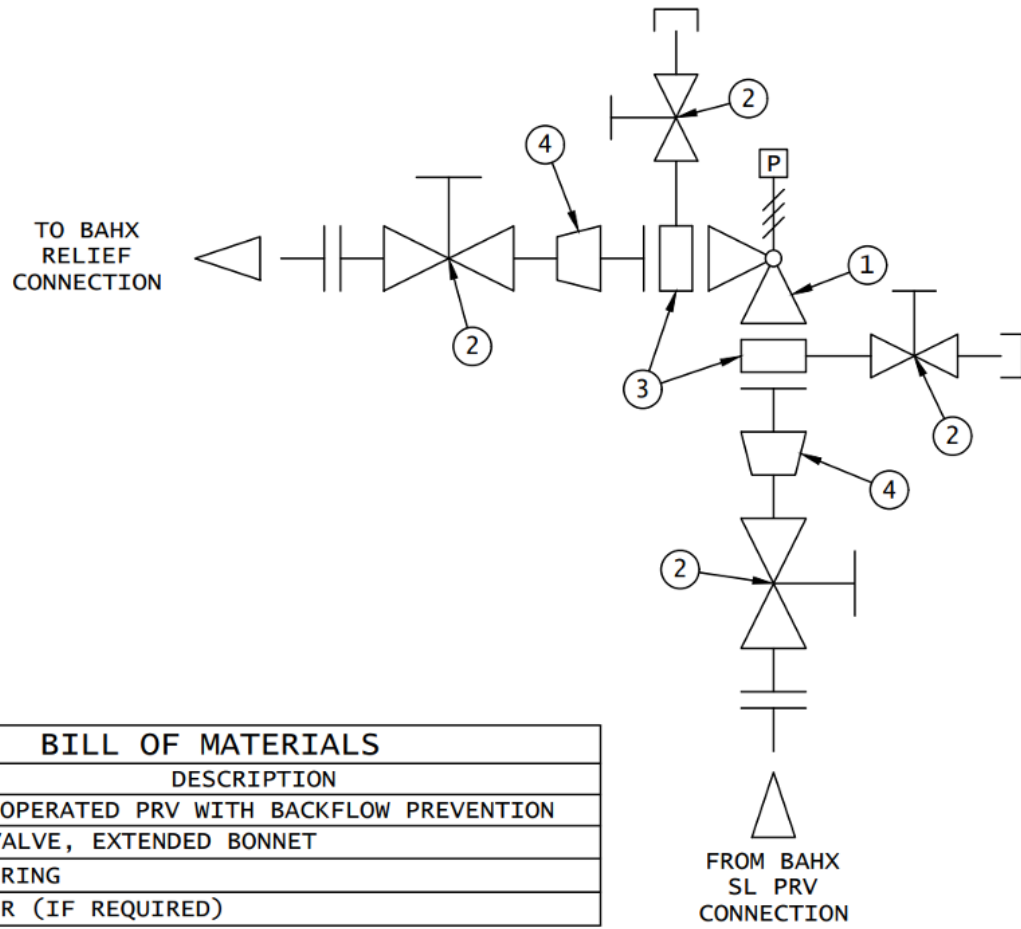 2
4
P
TO BAHX
RELIEF
CONNECTION
1
2
3
2
4
2
BILL OF MATERIALS
DESCRIPTION
OPERATED PRV WITH BACKFLOW PREVENTION
VALVE, EXTENDED BONNET
RING
R (IF REQUIRED)
FROM BAHX
SL PRV
CONNECTION